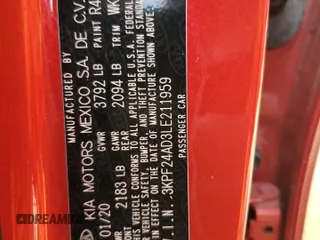 MANUFACTURED BY
KIA MOTORS MEXICO S.A. DE C.V.
01/20 GVWR 3792 LB PAINT R4
GAWR 2183 LB GAWR 2094 LB TRIM WK
REAR
THIS VEHICLE CONFORMS TO ALL APPLICABLE U.S.A. FEDERAL
MOTOR VEHICLE SAFETY, BUMPER, AND THEFT PREVENTION STANDARDS
IN EFFECT ON THE DATE OF MANUFACTURE SHOWN ABOVE.
V.I.N.: 3KPF24AD3LE211959
PASSENGER CAR
DREAM